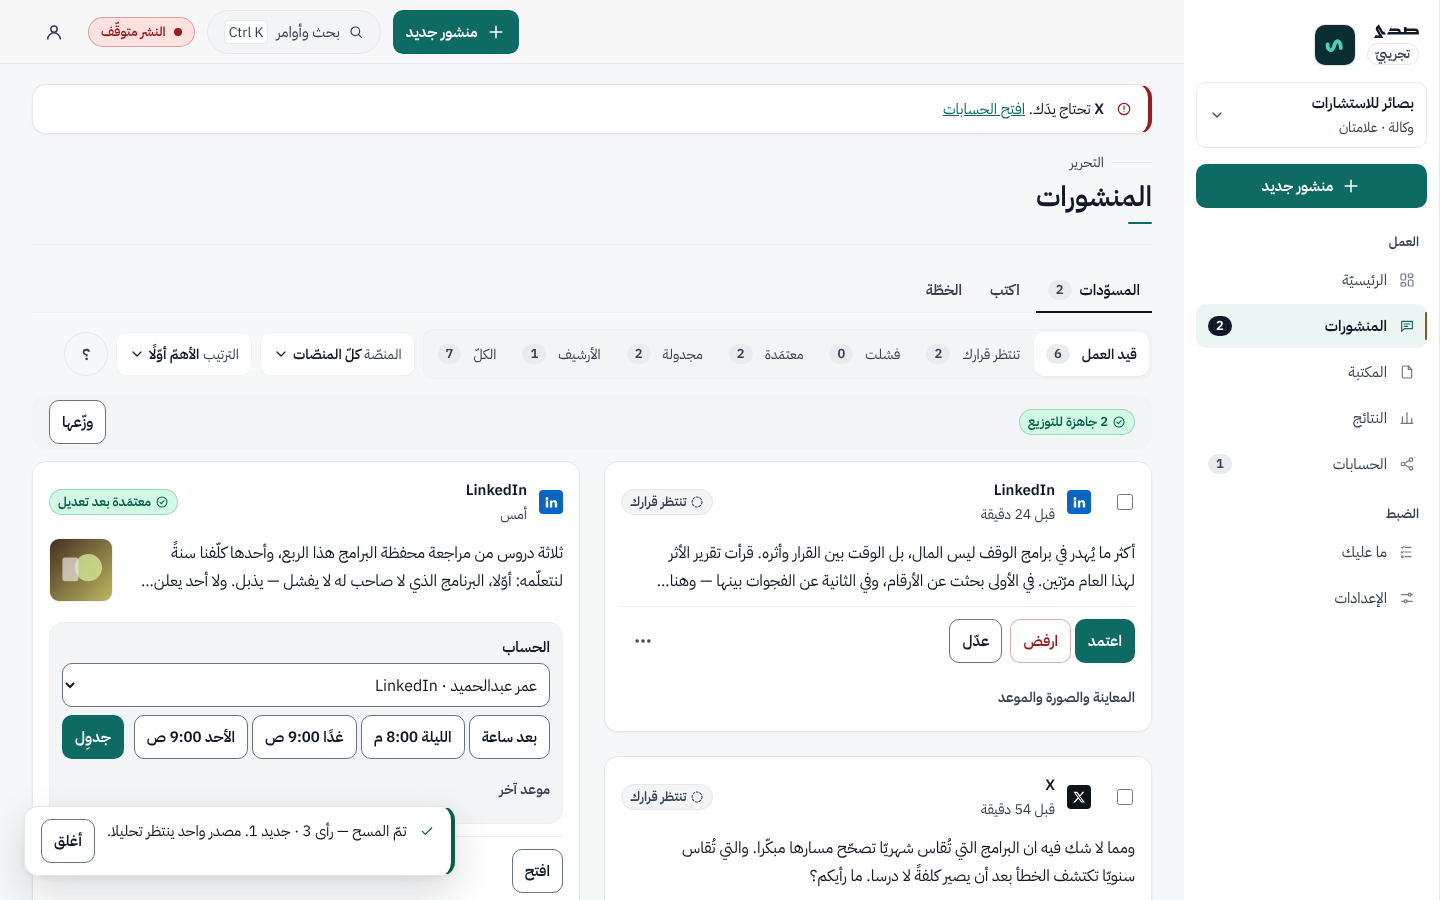 صدى
تجريبيّ
بصائر للاستشارات
وكالة · علامتان
منشور جديد
العمل
الرئيسيّة
المنشورات 2
المكتبة
النتائج
الحسابات 1
الضبط
ما عليك
الإعدادات
منشور جديد
بحث وأوامر Ctrl K
النشر متوقّف
X تحتاج يدَك. افتح الحسابات
التحرير
المنشورات
المسوّدات 2
اكتب
الخطّة
قيد العمل 6
تنتظر قرارك 2
فشلت 0
معتمَدة 2
مجدولة 2
الأرشيف 1
الكلّ 7
المنصّة كلّ المنصّات
الترتيب الأهمّ أوّلًا
؟
2 جاهزة للتوزيع
وزّعها
LinkedIn
قبل 24 دقيقة
تنتظر قرارك
أكثر ما يُهدر في برامج الوقف ليس المال، بل الوقت بين القرار وأثره. قرأت تقرير الأثر
لهذا العام مرّتين. في الأولى بحثت عن الأرقام، وفي الثانية عن الفجوات بينها — وهنا...
اعتمد
ارفض
عدّل
المعاينة والصورة والموعد
X
قبل 54 دقيقة
تنتظر قرارك
ومما لا شك فيه ان البرامج التي تُقاس شهريّا تصحّح مسارها مبكّرا. والتي تُقاس
سنويّا تكتشف الخطأ بعد أن يصير كلفةً لا درسا. ما رأيكم؟
LinkedIn
أمس
معتمَدة بعد تعديل
ثلاثة دروس من مراجعة محفظة البرامج هذا الربع، وأحدها كلّفنا سنةً
لنتعلّمه: أوّلا، البرنامج الذي لا صاحب له لا يفشل — يذبل. ولا أحد يعلن...
الحساب
عمر عبدالحميد · LinkedIn
بعد ساعة
الليلة 8:00 م
غدًا 9:00 ص
الأحد 9:00 ص
جدوِل
موعد آخر
افتح
تمّ المسح — رأى 3 · جديد 1. مصدر واحد ينتظر تحليلا.
أغلق